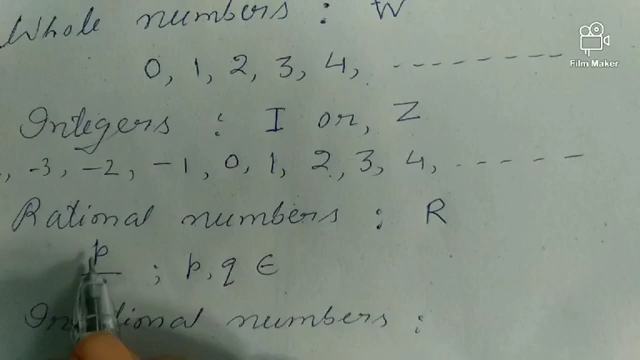 Whole numbers : W
0, 1, 2, 3, 4, ---------
Integers : I or, Z
, -3, -2, -1, 0, 1, 2, 3, 4, ------
Rational numbers : R
p
; p, q ∈
numbers :
Film Maker